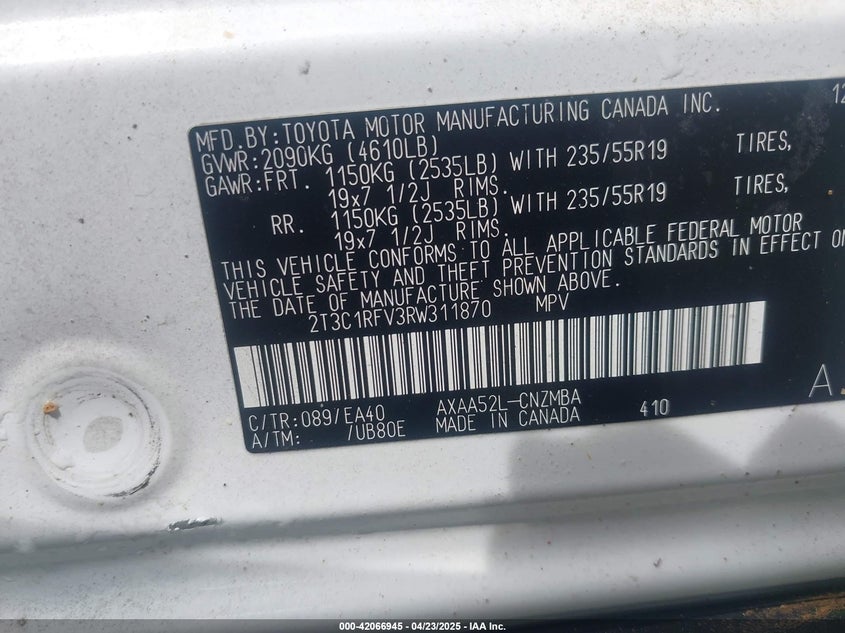 12
MFD.BY:TOYOTA MOTOR MANUFACTURING CANADA INC.
GVWR:2090KG (4610LB)
GAWR:FRT. 1150KG (2535LB) WITH 235/55R19 TIRES,
19x7 1/2J RIMS.
RR. 1150KG (2535LB) WITH 235/55R19 TIRES,
19x7 1/2J RIMS.
THIS VEHICLE CONFORMS TO ALL APPLICABLE FEDERAL MOTOR
VEHICLE SAFETY AND THEFT PREVENTION STANDARDS IN EFFECT ON
THE DATE OF MANUFACTURE SHOWN ABOVE.
2T3C1RFV3RW311870 MPV
C/TR:089/EA40 AXAA52L-CNZMBA 410 A.
A/TM: /UB80E MADE IN CANADA
000-42066945 - 04/23/2025 - IAA Inc.